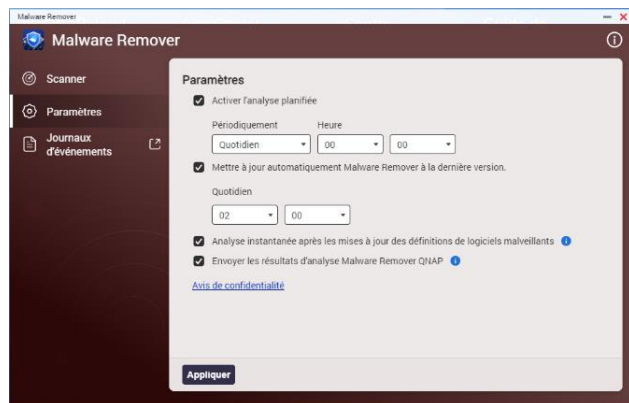 Malware Remover
Malware Remover
Scanner
Paramètres
Journaux
d'événements
Paramètres
Activer l'analyse planifiée
Périodiquement Heure
Quotidien 00 00
Mettre à jour automatiquement Malware Remover à la dernière version.
Quotidien
02 00
Analyse instantanée après les mises à jour des définitions de logiciels malveillants
Envoyer les résultats d'analyse Malware Remover QNAP
Avis de confidentialité
Appliquer